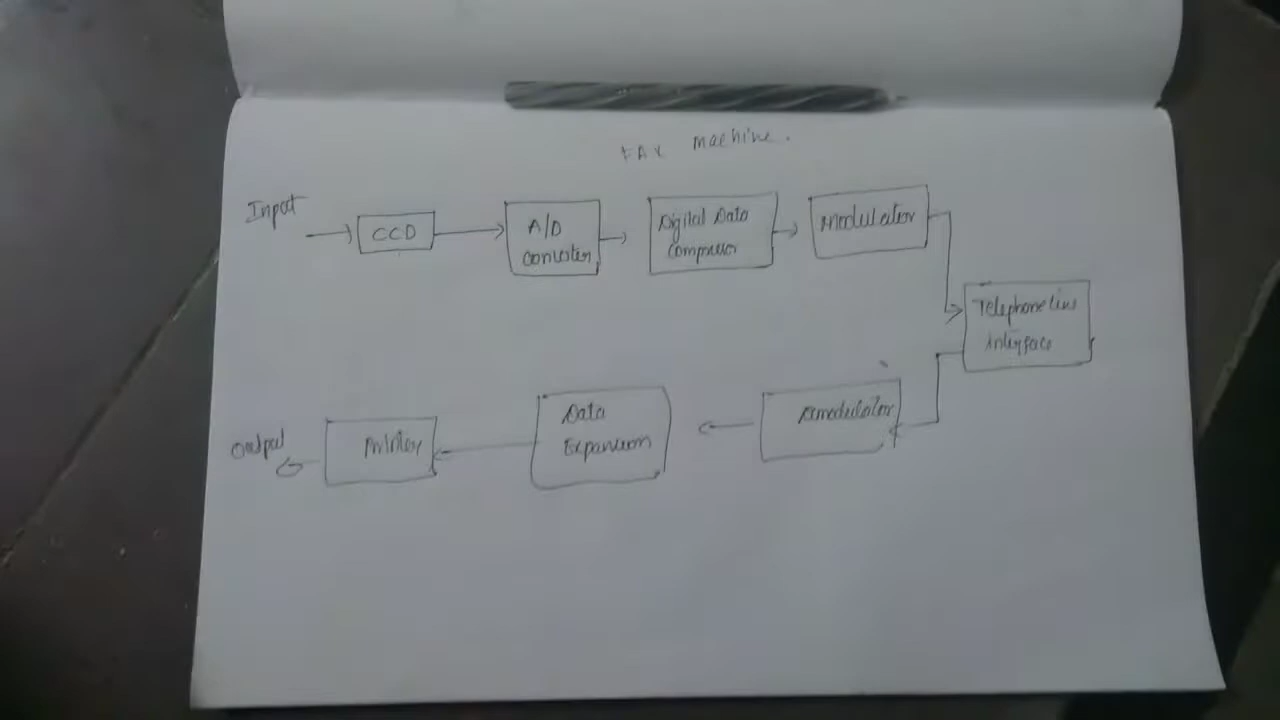 FAX machine.
Input
CCD
A/D
converter
Digital Data
compressor
Modulator
Telephone line
interface
Demodulator
Data
Expansion
Printer
Output